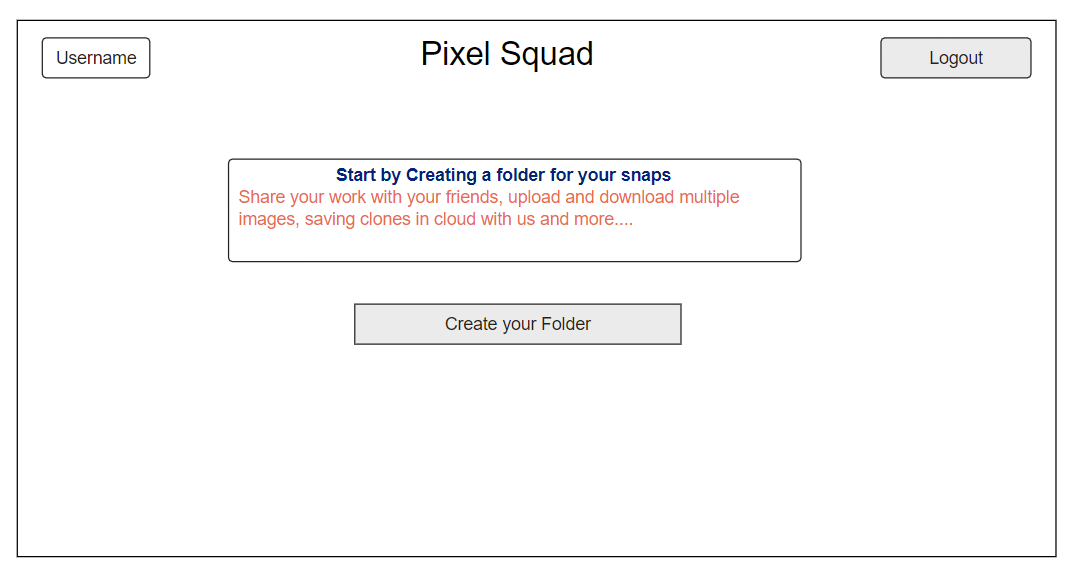 Username
Pixel Squad
Logout
Start by Creating a folder for your snaps
Share your work with your friends, upload and download multiple
images, saving clones in cloud with us and more....
Create your Folder